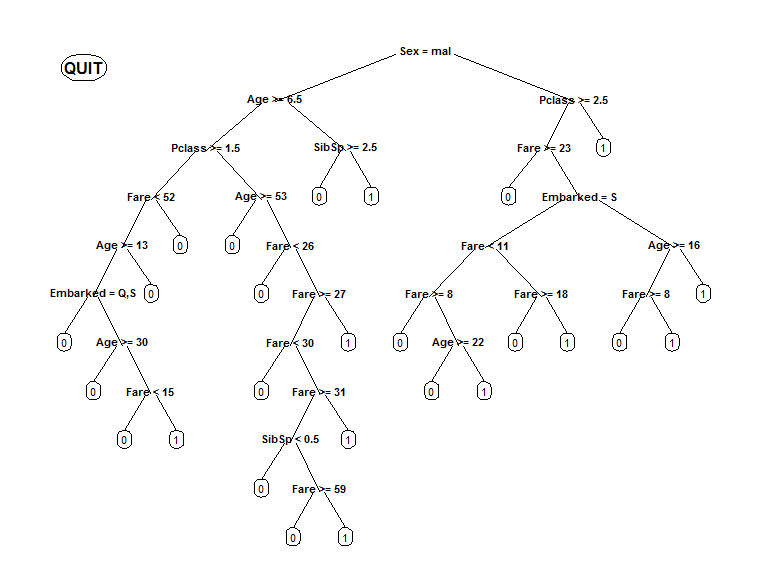 Sex = mal
QUIT
Age >= 6.5
Pclass >= 2.5
Pclass >= 1.5
SibSp >= 2.5
Fare >= 23
1
Fare < 52
Age >= 53
0
1
0
Embarked = S
Age >= 13
0
0
Fare < 26
Fare < 11
Age >= 16
Embarked = Q,S
0
0
Fare >= 27
Fare >= 8
Fare >= 18
Fare >= 8
1
0
Age >= 30
Fare < 30
1
0
Age >= 22
0
1
0
1
0
Fare < 15
0
Fare >= 31
0
1
0
1
SibSp < 0.5
1
0
Fare >= 59
0
1